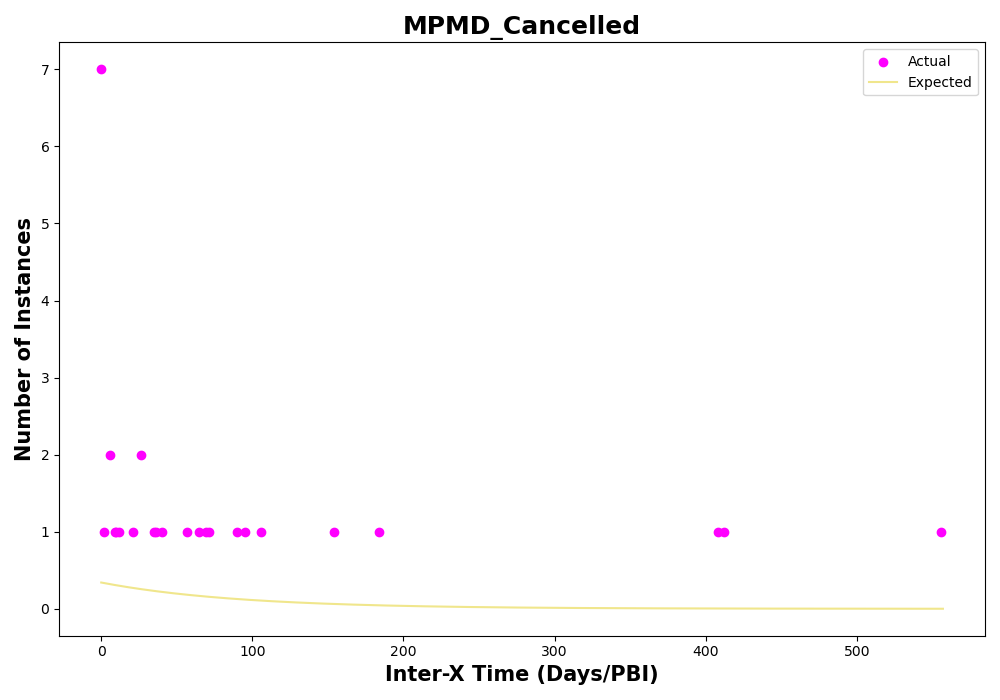 MPMD_Cancelled
Actual
Expected
Number of Instances
7
6
5
4
3
2
1
0
0 100 200 300 400 500
Inter-X Time (Days/PBI)